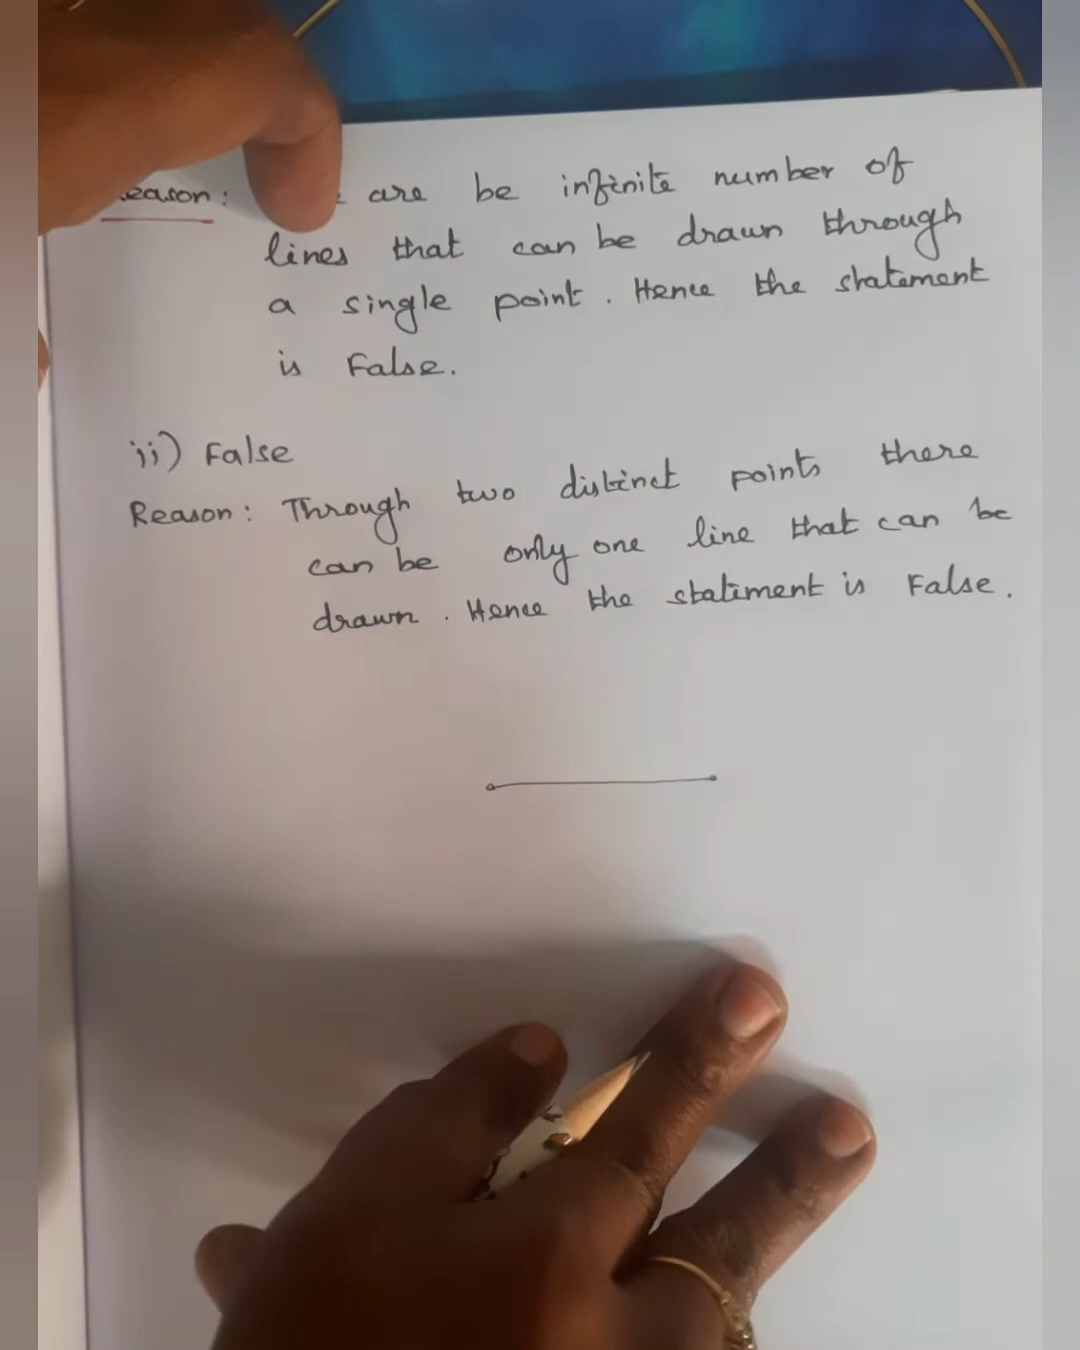 eason :
are be infinite number of
lines that can be drawn through
a single point . Hence the statement
is False.
ii) False
Reason : Through two distinct points there
can be only one line that can be
drawn . Hence the statement is False .